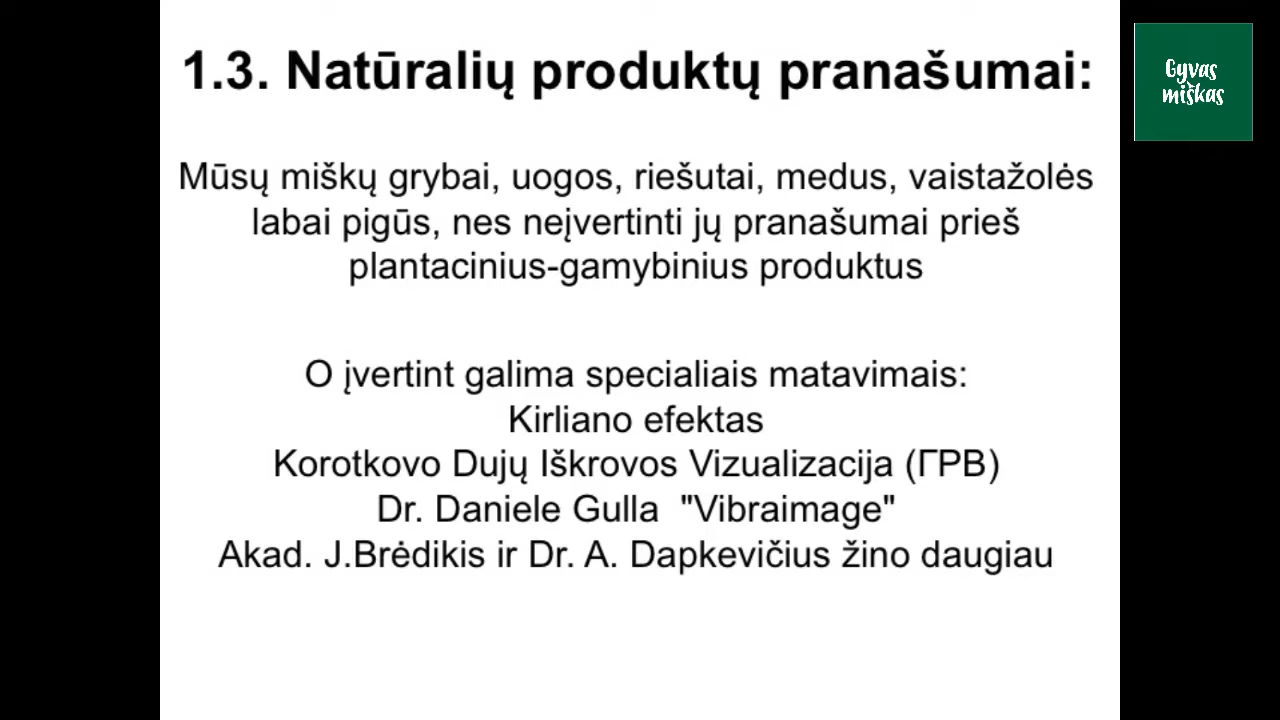 1.3. Natūralių produktų pranašumai:
Gyvas
miškas
Mūsų miškų grybai, uogos, riešutai, medus, vaistažolės
labai pigūs, nes neįvertinti jų pranašumai prieš
plantacinius-gamybinius produktus
O įvertint galima specialiais matavimais:
Kirliano efektas
Korotkovo Dujų Iškrovos Vizualizacija (ГРВ)
Dr. Daniele Gulla "Vibraimage"
Akad. J.Brėdikis ir Dr. A. Dapkevičius žino daugiau